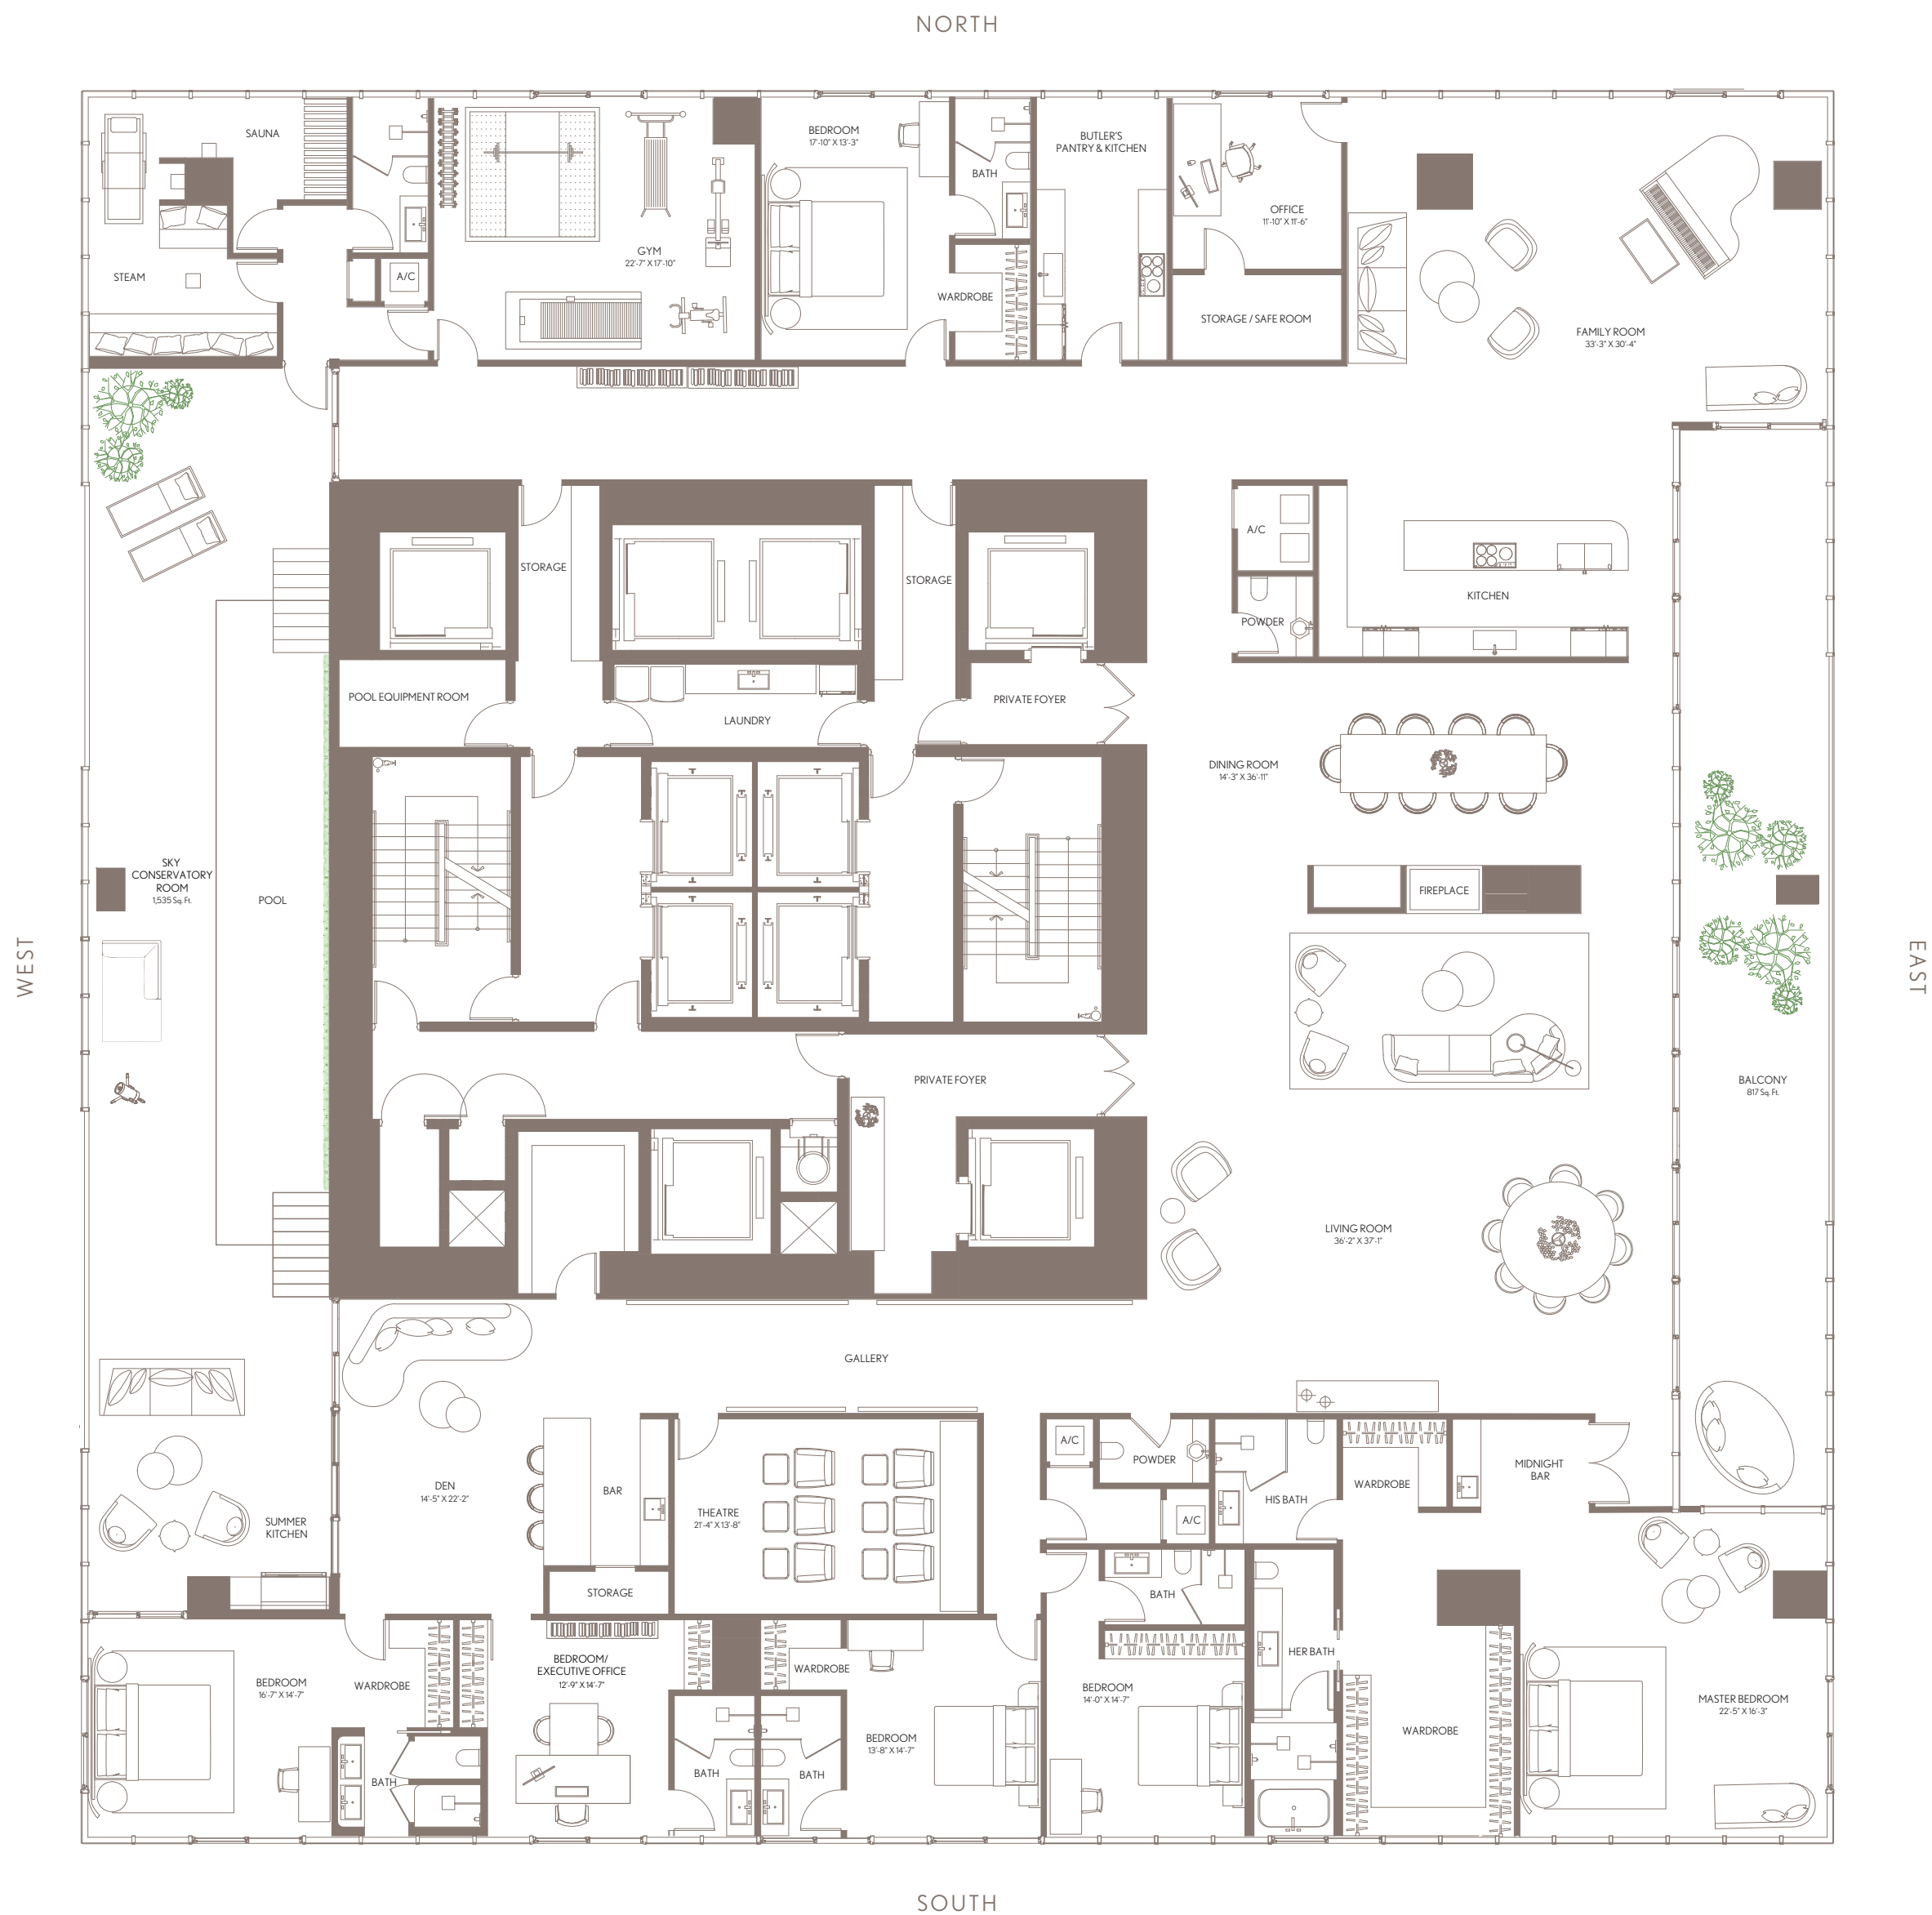 NORTH
SAUNA
BEDROOM
17'-10" X 13'-3"
BUTLER'S
PANTRY & KITCHEN
BATH
OFFICE
11'-10" X 11'-6"
GYM
22'-7" X 17'-10"
STEAM
A/C
WARDROBE
STORAGE / SAFE ROOM
FAMILY ROOM
33'-3" X 30'-4"
A/C
STORAGE
STORAGE
KITCHEN
POWDER
POOL EQUIPMENT ROOM
PRIVATE FOYER
LAUNDRY
DINING ROOM
14'-3" X 36'-11"
SKY
CONSERVATORY
ROOM
1,535 Sq. Ft.
POOL
FIREPLACE
WEST
EAST
PRIVATE FOYER
BALCONY
817 Sq. Ft.
LIVING ROOM
36'-2" X 37'-1"
GALLERY
A/C
POWDER
MIDNIGHT
BAR
DEN
14'-5" X 22'-2"
BAR
WARDROBE
HIS BATH
THEATRE
21'-4" X 13'-8"
A/C
SUMMER
KITCHEN
STORAGE
BATH
HER BATH
BEDROOM/
EXECUTIVE OFFICE
12'-9" X 14'-7"
WARDROBE
BEDROOM
16'-7" X 14'-7"
WARDROBE
BEDROOM
14'-0" X 14'-7"
MASTER BEDROOM
22'-5" X 16'-3"
WARDROBE
BEDROOM
13'-8" X 14'-7"
BATH
BATH
BATH
SOUTH